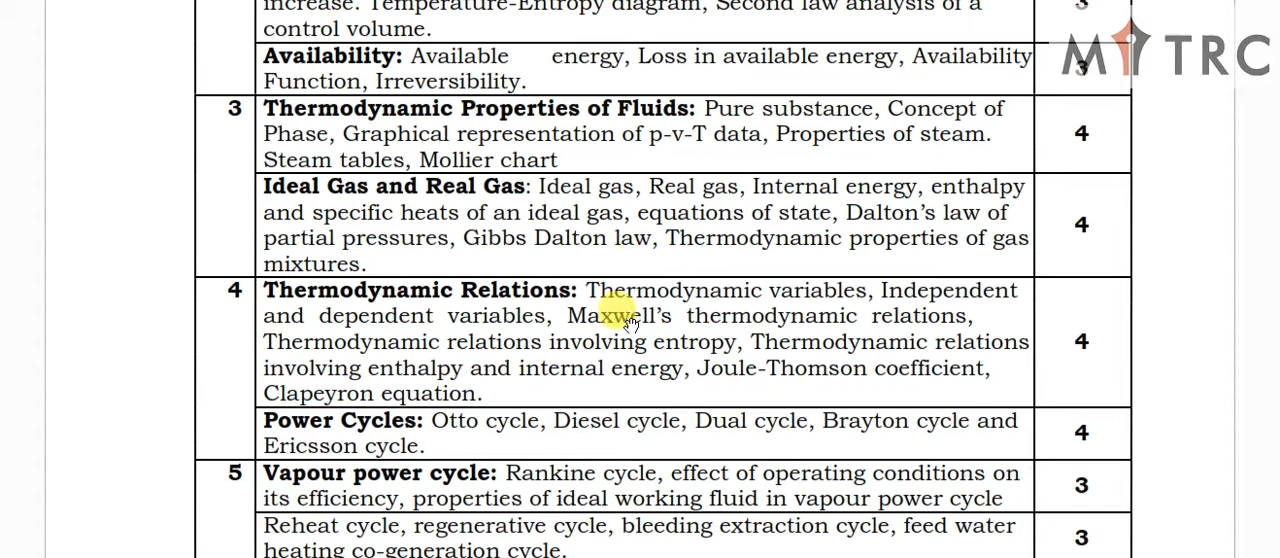 increase. Temperature-Entropy diagram, Second law analysis of a
control volume.
3
Availability: Available energy, Loss in available energy, Availability
Function, Irreversibility.
3
MYTRC
3 Thermodynamic Properties of Fluids: Pure substance, Concept of
Phase, Graphical representation of p-v-T data, Properties of steam.
Steam tables, Mollier chart
4
Ideal Gas and Real Gas: Ideal gas, Real gas, Internal energy, enthalpy
and specific heats of an ideal gas, equations of state, Dalton’s law of
partial pressures, Gibbs Dalton law, Thermodynamic properties of gas
mixtures.
4
4 Thermodynamic Relations: Thermodynamic variables, Independent
and dependent variables, Maxwell’s thermodynamic relations,
Thermodynamic relations involving entropy, Thermodynamic relations
involving enthalpy and internal energy, Joule-Thomson coefficient,
Clapeyron equation.
4
Power Cycles: Otto cycle, Diesel cycle, Dual cycle, Brayton cycle and
Ericsson cycle.
4
5 Vapour power cycle: Rankine cycle, effect of operating conditions on
its efficiency, properties of ideal working fluid in vapour power cycle
3
Reheat cycle, regenerative cycle, bleeding extraction cycle, feed water
heating co-generation cycle.
3